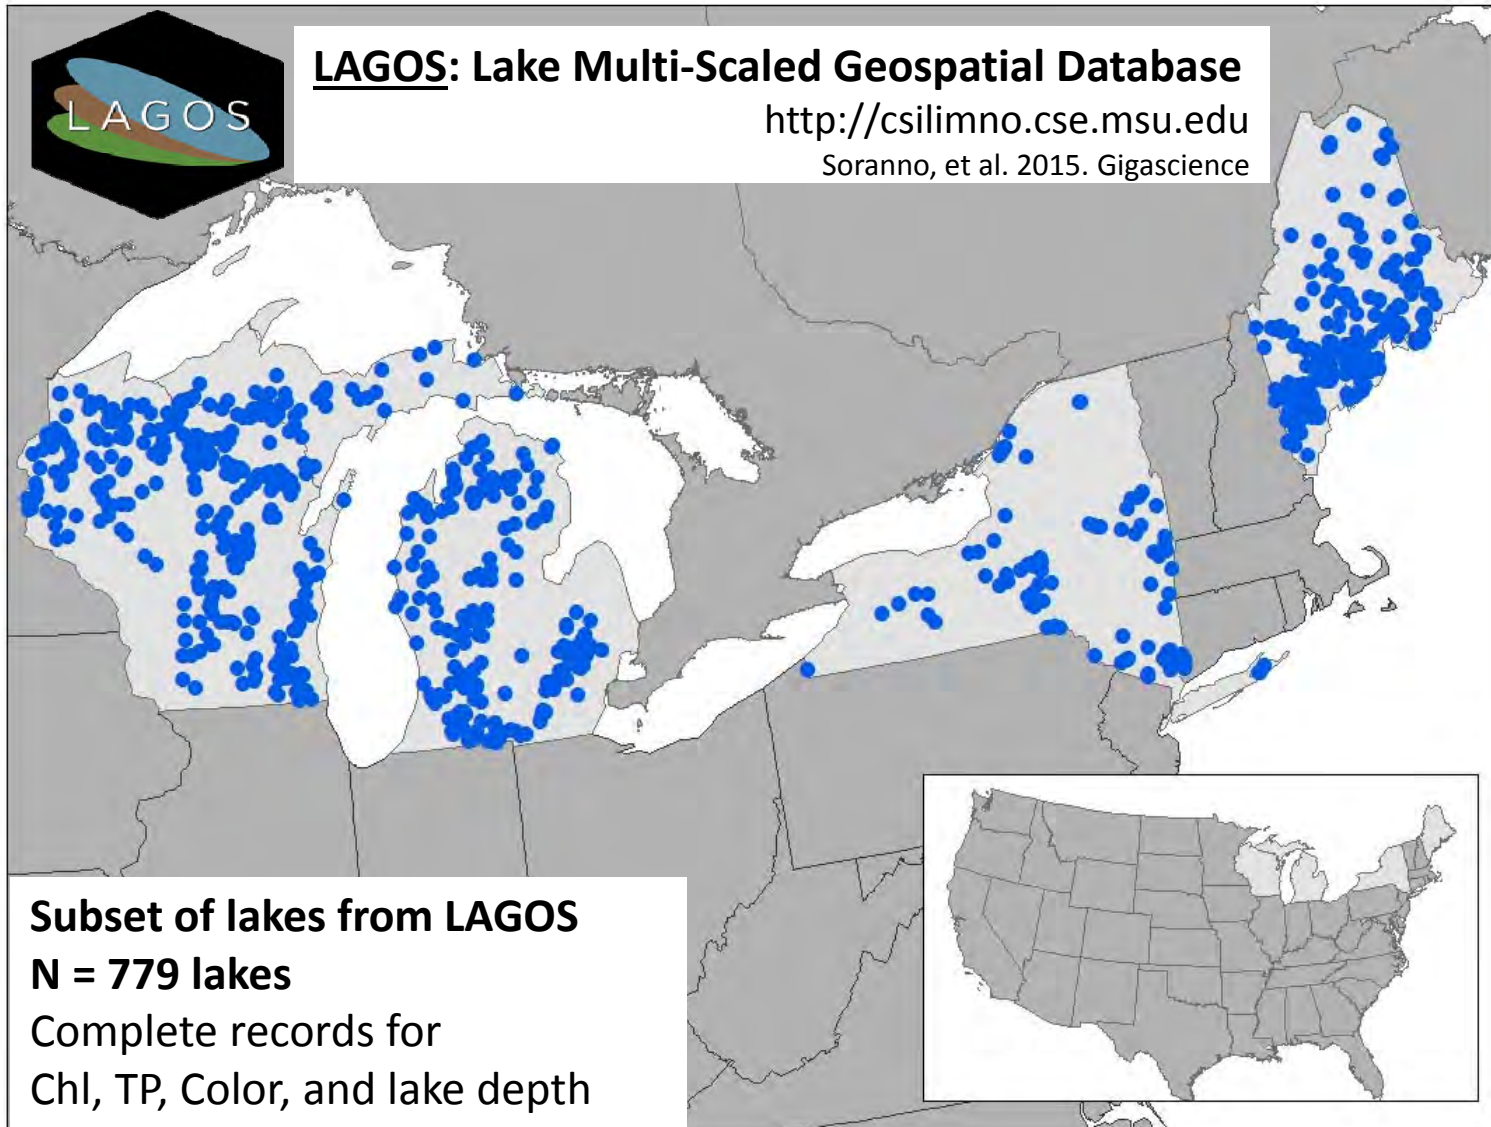 LAGOS
LAGOS: Lake Multi-Scaled Geospatial Database
http://csilimno.cse.msu.edu
Soranno, et al. 2015. Gigascience
Subset of lakes from LAGOS
N = 779 lakes
Complete records for
Chl, TP, Color, and lake depth